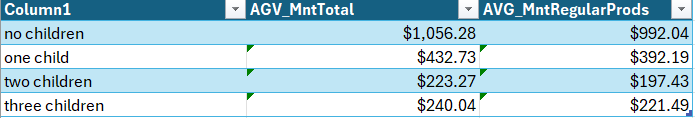 Column1 AGV_MntTotal AVG_MntRegularProds
no children $1,056.28 $992.04
one child $432.73 $392.19
two children $223.27 $197.43
three children $240.04 $221.49